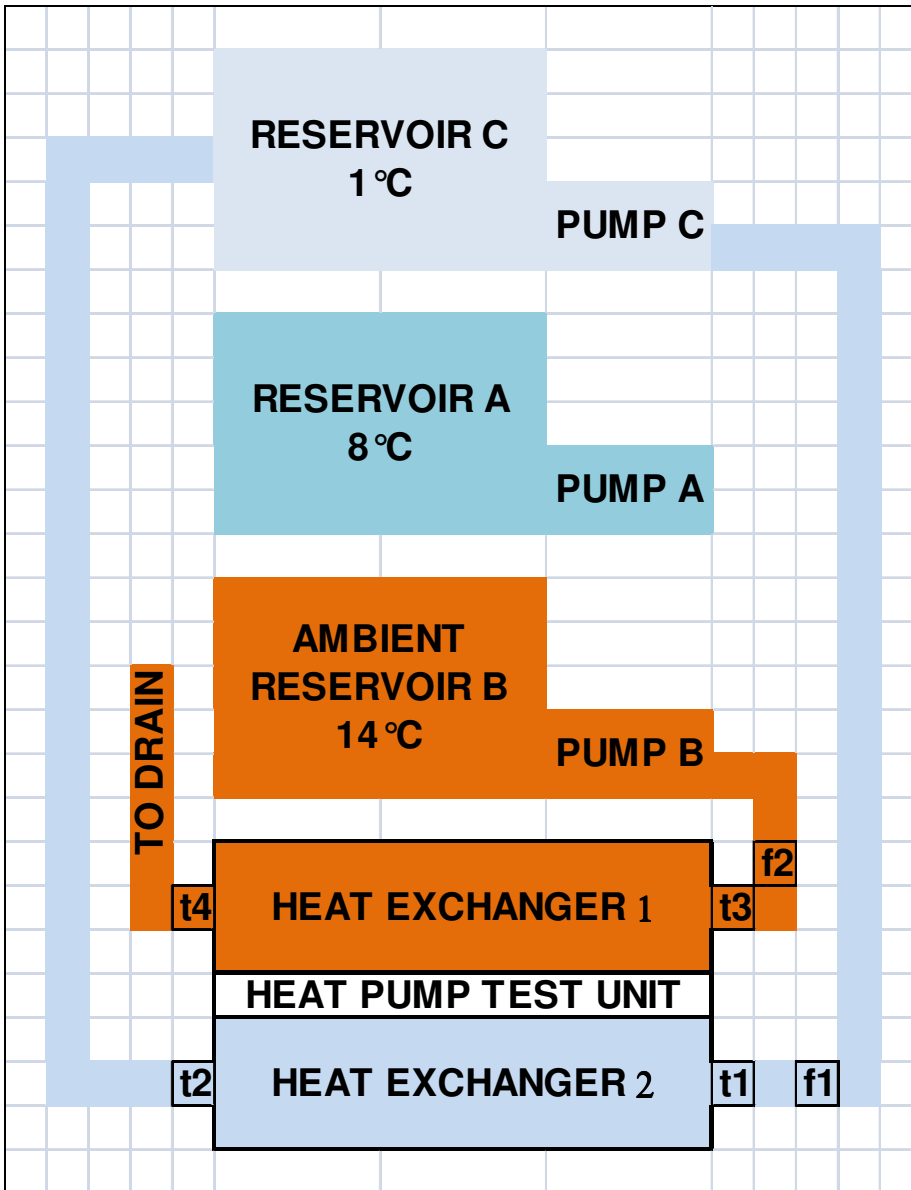 RESERVOIR C
1°C
PUMP C
RESERVOIR A
8°C
PUMP A
AMBIENT
RESERVOIR B
14°C
PUMP B
TO DRAIN
f2
t4
HEAT EXCHANGER 1
t3
HEAT PUMP TEST UNIT
t2
HEAT EXCHANGER 2
t1
f1